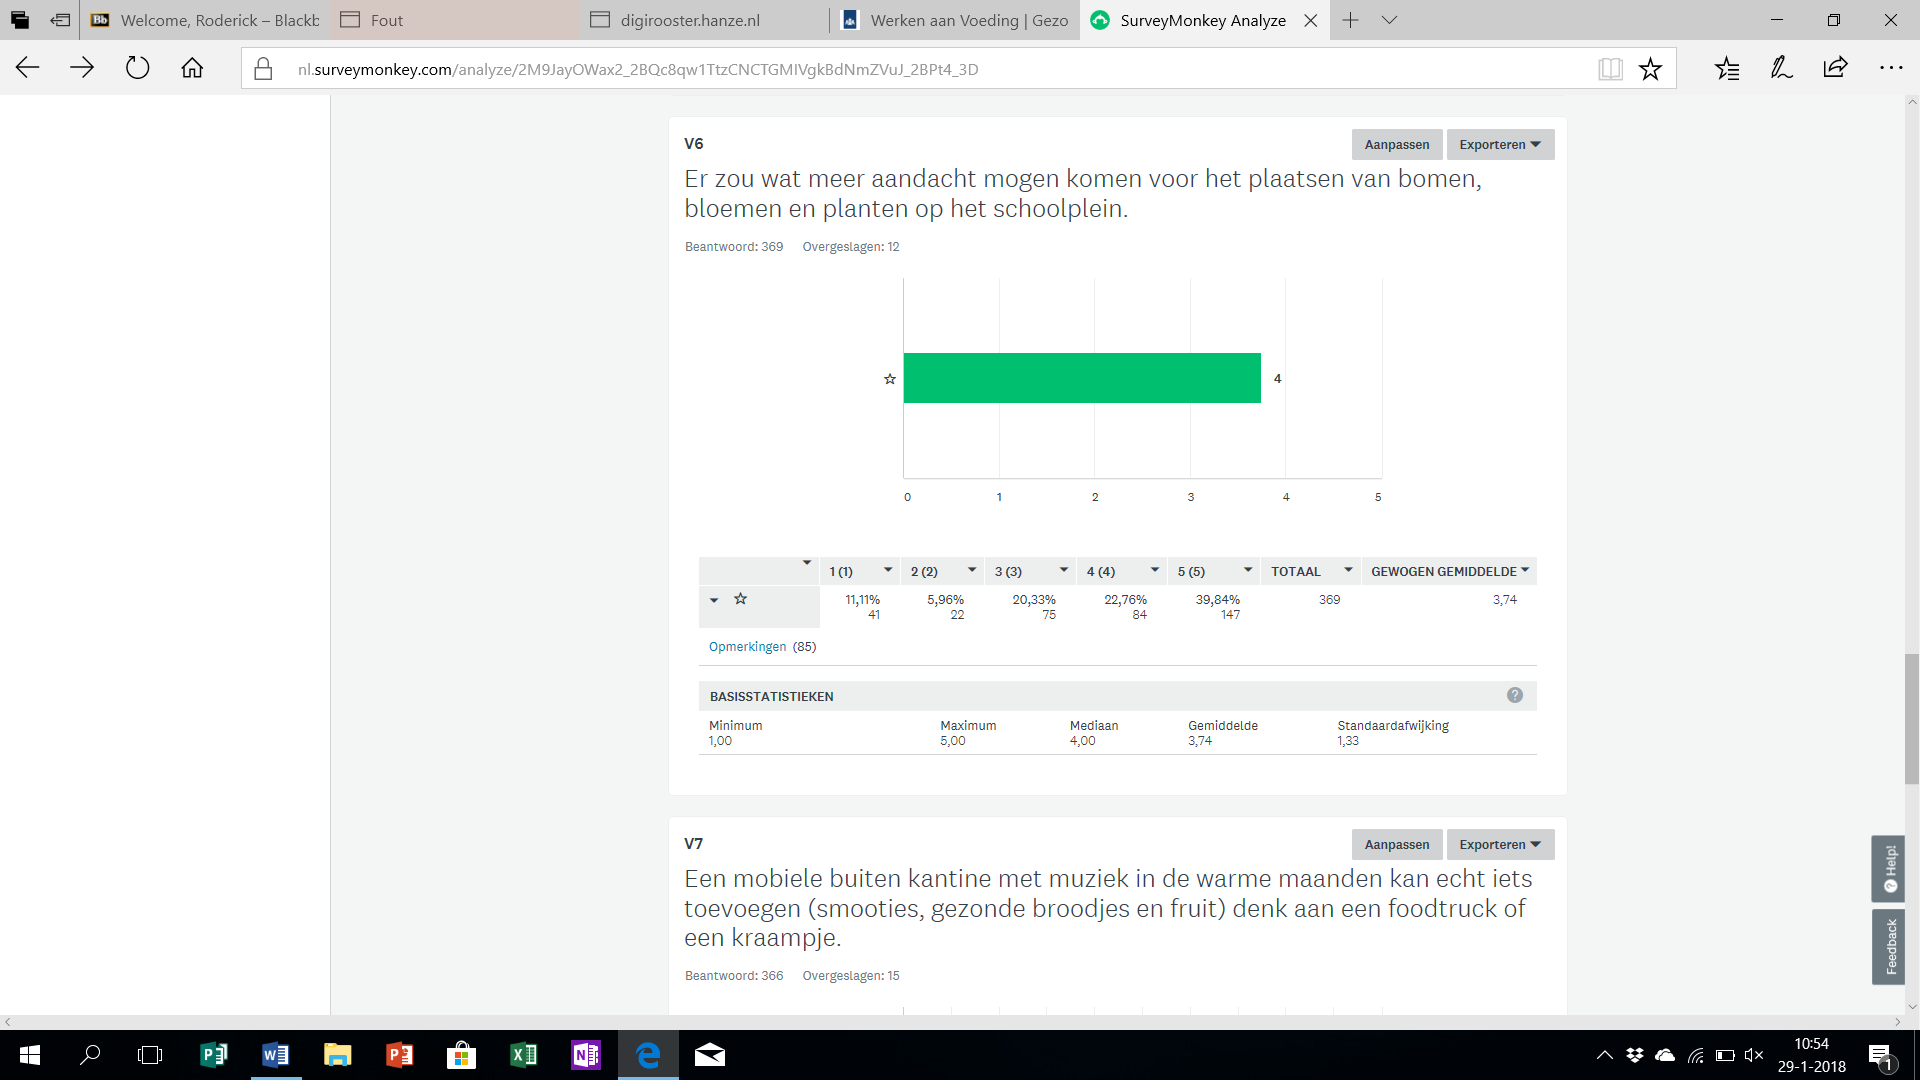 Welcome, Roderick – Blackb
Fout
digirooster.hanze.nl
Werken aan Voeding | Gezo
SurveyMonkey Analyze
nl.surveymonkey.com/analyze/2M9JayOWax2_2BQc8qw1TtzCNCTGMIVgkBdNmZVuJ_2BPt4_3D
V6
Aanpassen
Exporteren
Er zou wat meer aandacht mogen komen voor het plaatsen van bomen,
bloemen en planten op het schoolplein.
Beantwoord: 369 Overgeslagen: 12
4
0 1 2 3 4 5
1 (1) 2 (2) 3 (3) 4 (4) 5 (5) TOTAAL GEWOGEN GEMIDDELDE
11,11% 5,96% 20,33% 22,76% 39,84% 369 3,74
41 22 75 84 147
Opmerkingen (85)
BASISSTATISTIEKEN
?
Minimum Maximum Mediaan Gemiddelde Standaardafwijking
1,00 5,00 4,00 3,74 1,33
V7
Aanpassen
Exporteren
Een mobiele buiten kantine met muziek in de warme maanden kan echt iets
toevoegen (smooties, gezonde broodjes en fruit) denk aan een foodtruck of
een kraampje.
Beantwoord: 366 Overgeslagen: 15
? Help!
Feedback
10:54
29-1-2018
1